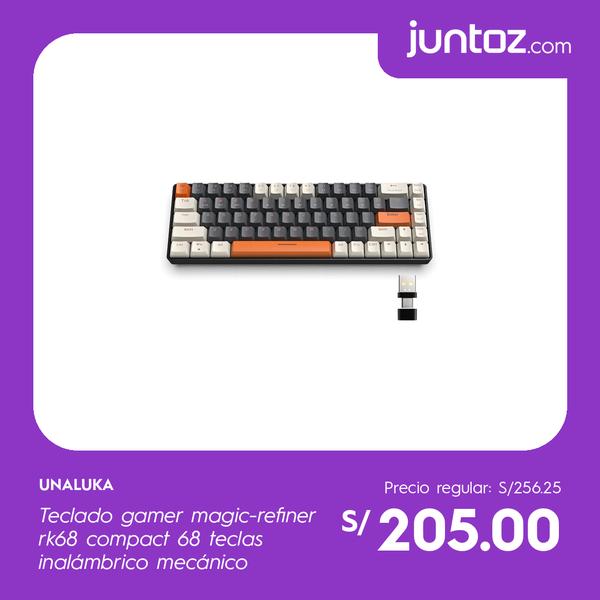 juntoz.com
UNALUKA
Teclado gamer magic-refiner
rk68 compact 68 teclas
inalámbrico mecánico
Precio regular: S/256.25
S/ 205.00